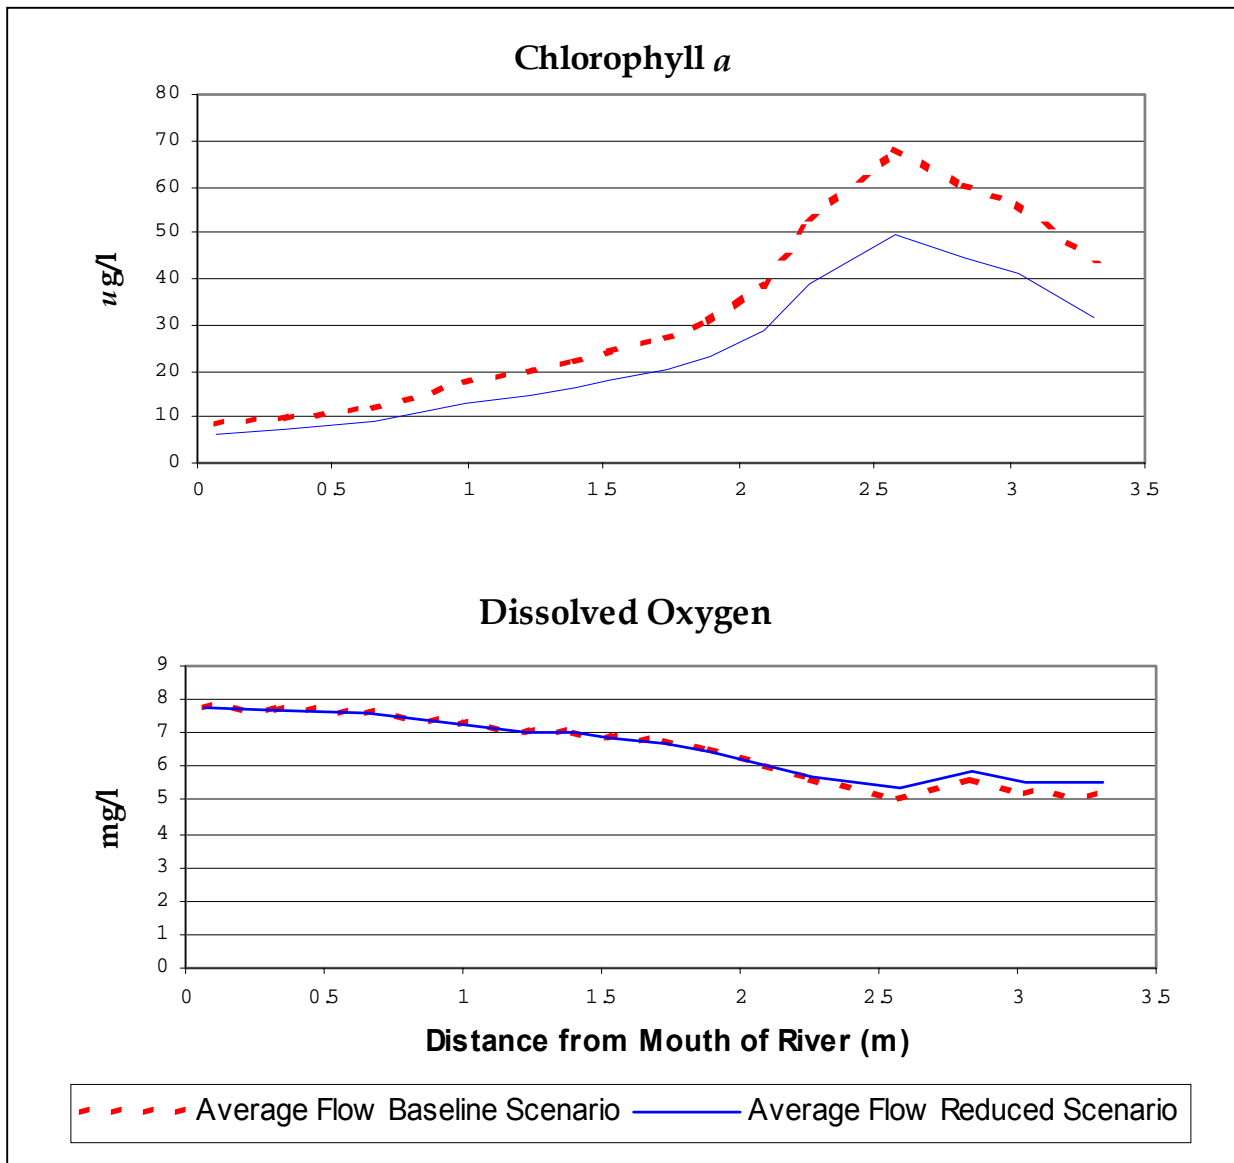 Chlorophyll a
80
70
60
50
40
30
20
10
0
ug/l
0 0.5 1 1.5 2 2.5 3 3.5
Dissolved Oxygen
9
8
7
6
5
4
3
2
1
0
mg/l
0 0.5 1 1.5 2 2.5 3 3.5
Distance from Mouth of River (m)
Average Flow Baseline Scenario Average Flow Reduced Scenario